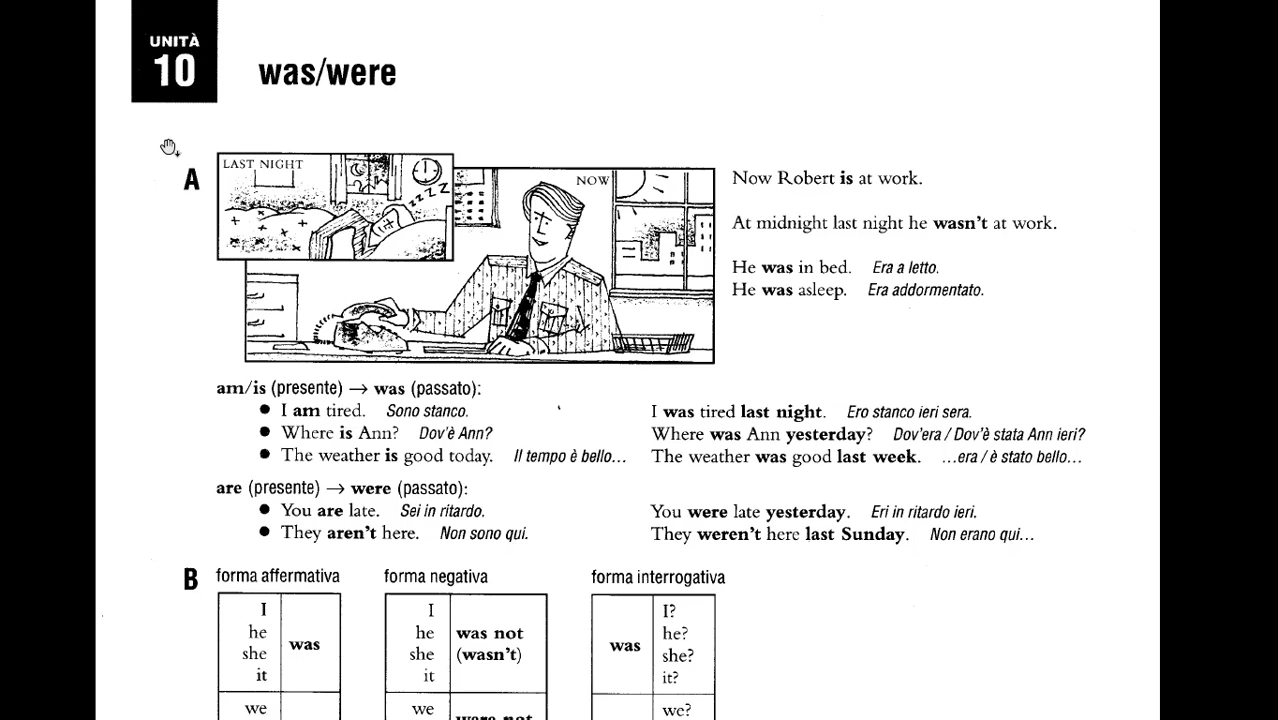 UNITÀ
10
was/were
A
LAST NIGHT
zzzz
NOW
Now Robert is at work.
At midnight last night he wasn't at work.
He was in bed. Era a letto.
He was asleep. Era addormentato.
am/is (presente) → was (passato):
● I am tired. Sono stanco. I was tired last night. Ero stanco ieri sera.
● Where is Ann? Dov'è Ann? Where was Ann yesterday? Dov'era / Dov'è stata Ann ieri?
● The weather is good today. Il tempo è bello... The weather was good last week. ...era / è stato bello...
are (presente) → were (passato):
● You are late. Sei in ritardo. You were late yesterday. Eri in ritardo ieri.
● They aren't here. Non sono qui. They weren't here last Sunday. Non erano qui...
B
forma affermativa forma negativa forma interrogativa
I I I?
he he was not he?
was was
she she (wasn't) she?
it it it?
we we were not we?